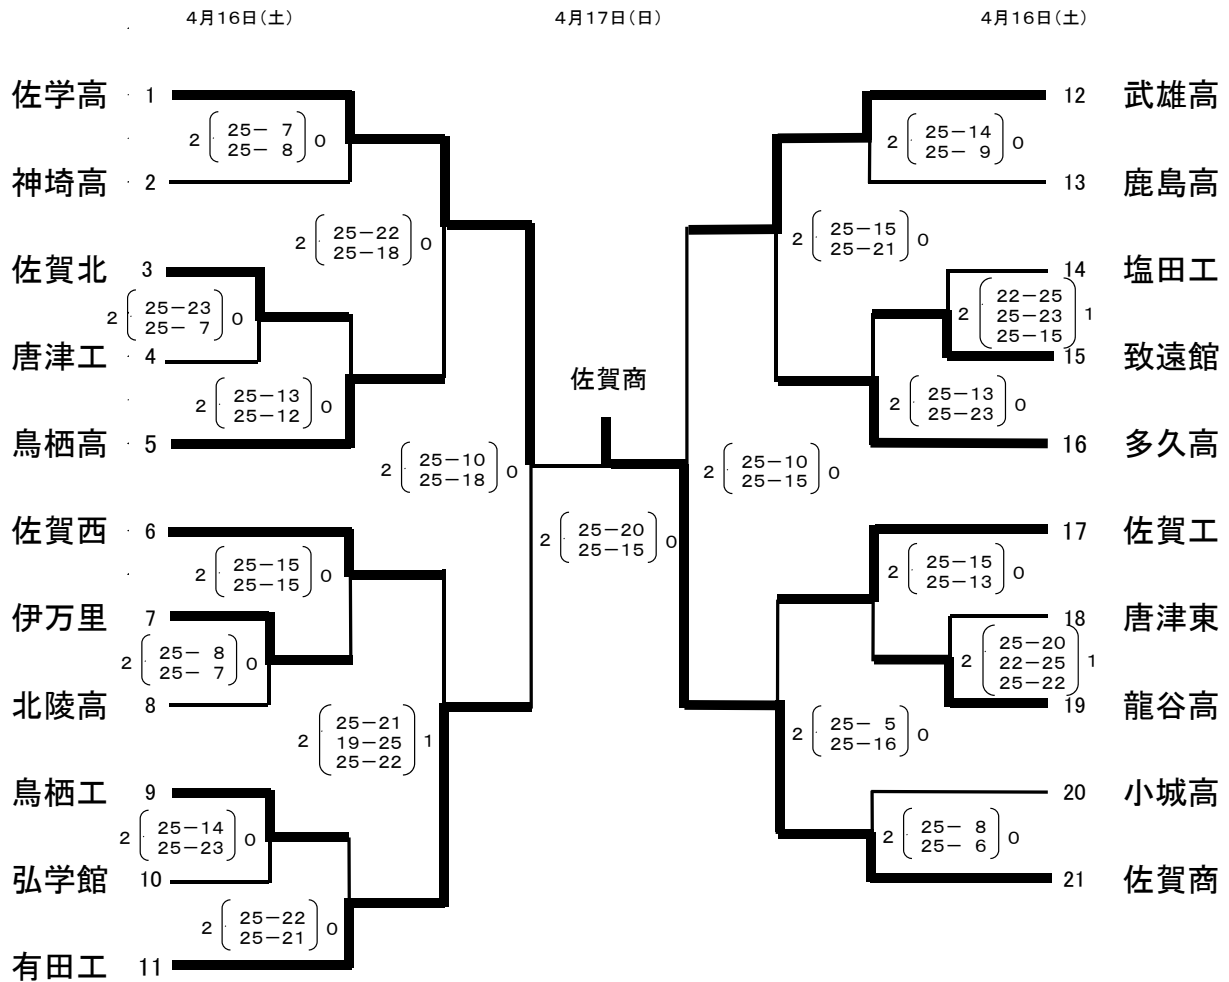 4月16日(土)
4月17日(日)
4月16日(土)
佐学高 1
2 25－ 7 0
25－ 8
神埼高 2
2 25－22 0
25－18
佐賀北 3
2 25－23 0
25－ 7
唐津工 4
2 25－13 0
25－12
鳥栖高 5
2 25－10 0
25－18
佐賀西 6
2 25－15 0
25－15
伊万里 7
2 25－ 8 0
25－ 7
北陵高 8
2 25－21 1
19－25
25－22
鳥栖工 9
2 25－14 0
25－23
弘学館 10
2 25－22 0
25－21
有田工 11
佐賀商
2 25－20 0
25－15
12 武雄高
2 25－14 0
25－ 9
13 鹿島高
2 25－15 0
25－21
14 塩田工
2 22－25 1
25－23
25－15
15 致遠館
2 25－13 0
25－23
16 多久高
2 25－10 0
25－15
17 佐賀工
2 25－15 0
25－13
18 唐津東
2 25－20 1
22－25
25－22
19 龍谷高
2 25－ 5 0
25－16
20 小城高
2 25－ 8 0
25－ 6
21 佐賀商